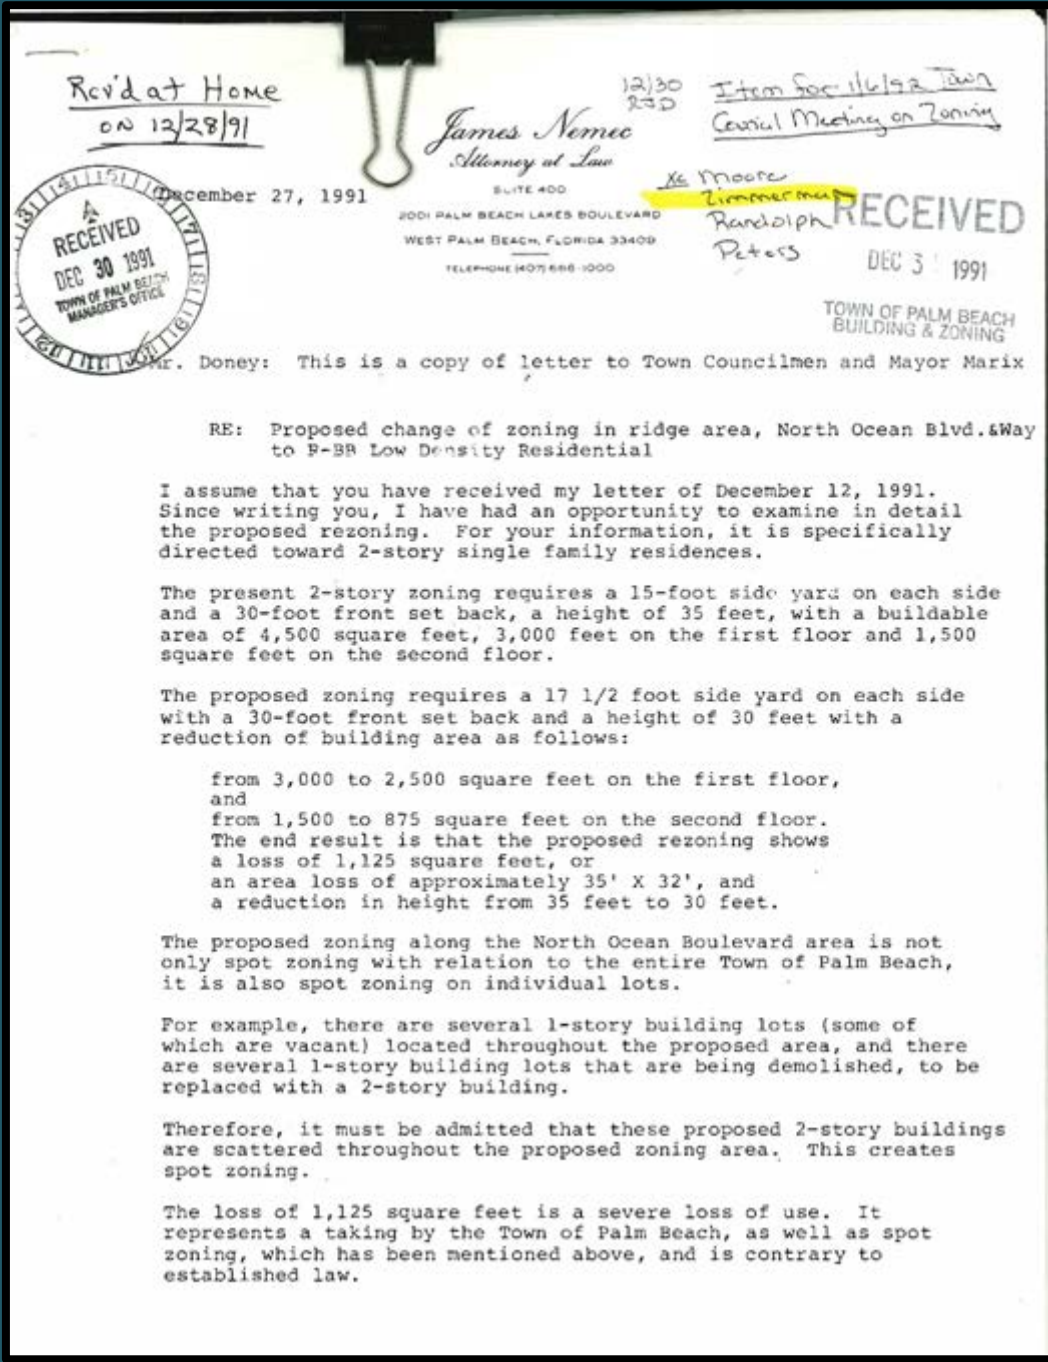 Rcv'd at Home
on 12/28/91
12/30
RJD
Item for 1/6/92 Town
Council Meeting on Zoning
James Nemec
Attorney at Law
SUITE 400
2001 PALM BEACH LAKES BOULEVARD
WEST PALM BEACH, FLORIDA 33409
TELEPHONE (407) 686-1000
xc Moore
Zimmerman
Randolph
Peters
RECEIVED
DEC 3 1991
TOWN OF PALM BEACH
BUILDING & ZONING
December 27, 1991
RECEIVED
DEC 30 1991
TOWN OF PALM BEACH
MANAGER'S OFFICE
Mr. Doney: This is a copy of letter to Town Councilmen and Mayor Marix
RE: Proposed change of zoning in ridge area, North Ocean Blvd.&Way
to R-BB Low Density Residential
I assume that you have received my letter of December 12, 1991.
Since writing you, I have had an opportunity to examine in detail
the proposed rezoning. For your information, it is specifically
directed toward 2-story single family residences.
The present 2-story zoning requires a 15-foot side yard on each side
and a 30-foot front set back, a height of 35 feet, with a buildable
area of 4,500 square feet, 3,000 feet on the first floor and 1,500
square feet on the second floor.
The proposed zoning requires a 17 1/2 foot side yard on each side
with a 30-foot front set back and a height of 30 feet with a
reduction of building area as follows:
from 3,000 to 2,500 square feet on the first floor,
and
from 1,500 to 875 square feet on the second floor.
The end result is that the proposed rezoning shows
a loss of 1,125 square feet, or
an area loss of approximately 35' X 32', and
a reduction in height from 35 feet to 30 feet.
The proposed zoning along the North Ocean Boulevard area is not
only spot zoning with relation to the entire Town of Palm Beach,
it is also spot zoning on individual lots.
For example, there are several 1-story building lots (some of
which are vacant) located throughout the proposed area, and there
are several 1-story building lots that are being demolished, to be
replaced with a 2-story building.
Therefore, it must be admitted that these proposed 2-story buildings
are scattered throughout the proposed zoning area. This creates
spot zoning.
The loss of 1,125 square feet is a severe loss of use. It
represents a taking by the Town of Palm Beach, as well as spot
zoning, which has been mentioned above, and is contrary to
established law.